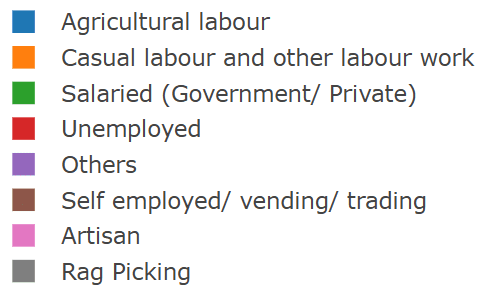 Agricultural labour
Casual labour and other labour work
Salaried (Government/ Private)
Unemployed
Others
Self employed/ vending/ trading
Artisan
Rag Picking